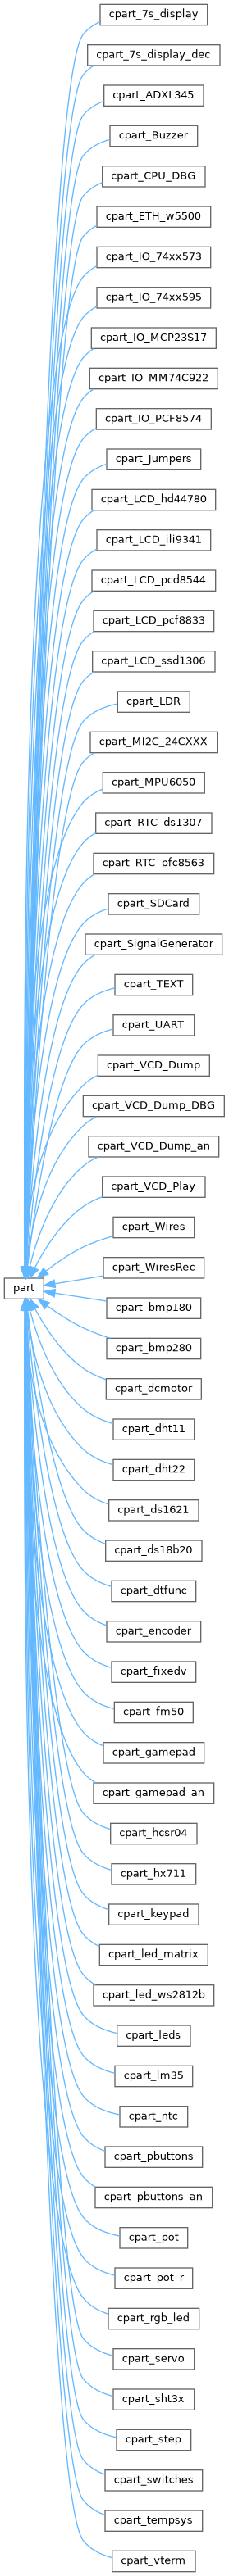 cpart_7s_display
cpart_7s_display_dec
cpart_ADXL345
cpart_Buzzer
cpart_CPU_DBG
cpart_ETH_w5500
cpart_IO_74xx573
cpart_IO_74xx595
cpart_IO_MCP23S17
cpart_IO_MM74C922
cpart_IO_PCF8574
cpart_Jumpers
cpart_LCD_hd44780
cpart_LCD_ili9341
cpart_LCD_pcd8544
cpart_LCD_pcf8833
cpart_LCD_ssd1306
cpart_LDR
cpart_MI2C_24CXXX
cpart_MPU6050
cpart_RTC_ds1307
cpart_RTC_pfc8563
cpart_SDCard
cpart_SignalGenerator
cpart_TEXT
cpart_UART
cpart_VCD_Dump
cpart_VCD_Dump_DBG
cpart_VCD_Dump_an
cpart_VCD_Play
cpart_Wires
cpart_WiresRec
part
cpart_bmp180
cpart_bmp280
cpart_dcmotor
cpart_dht11
cpart_dht22
cpart_ds1621
cpart_ds18b20
cpart_dtfunc
cpart_encoder
cpart_fixedv
cpart_fm50
cpart_gamepad
cpart_gamepad_an
cpart_hcsr04
cpart_hx711
cpart_keypad
cpart_led_matrix
cpart_led_ws2812b
cpart_leds
cpart_lm35
cpart_ntc
cpart_pbuttons
cpart_pbuttons_an
cpart_pot
cpart_pot_r
cpart_rgb_led
cpart_servo
cpart_sht3x
cpart_step
cpart_switches
cpart_tempsys
cpart_vterm